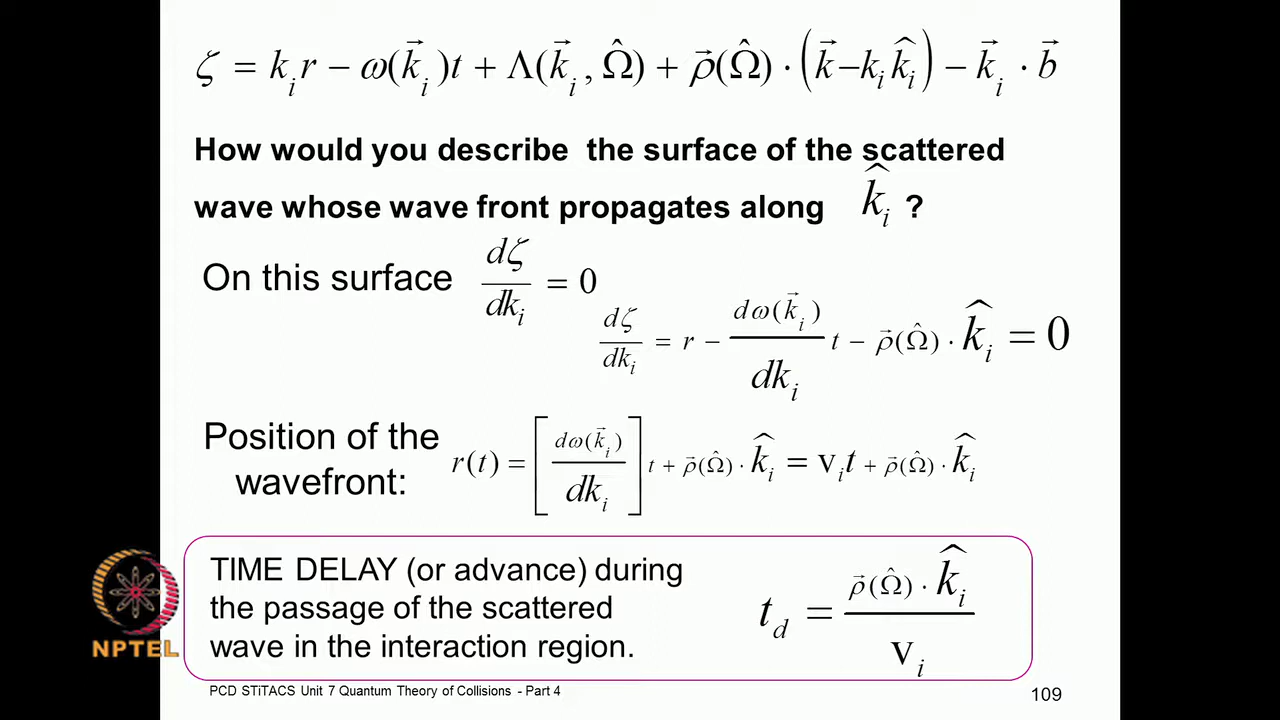 ζ = k_i r − ω(k⃗_i)t + Λ(k⃗_i, Ω̂) + ρ⃗(Ω̂) · (k⃗ − k_i k̂_i) − k⃗_i · b⃗
How would you describe the surface of the scattered
wave whose wave front propagates along k̂_i ?
On this surface dζ/dk_i = 0
dζ/dk_i = r − dω(k⃗_i)/dk_i t − ρ⃗(Ω̂) · k̂_i = 0
Position of the
wavefront:
r(t) = [dω(k⃗_i)/dk_i] t + ρ⃗(Ω̂) · k̂_i = v_i t + ρ⃗(Ω̂) · k̂_i
TIME DELAY (or advance) during
the passage of the scattered
wave in the interaction region.
t_d = ρ⃗(Ω̂) · k̂_i / v_i
NPTEL
PCD STiTACS Unit 7 Quantum Theory of Collisions - Part 4
109